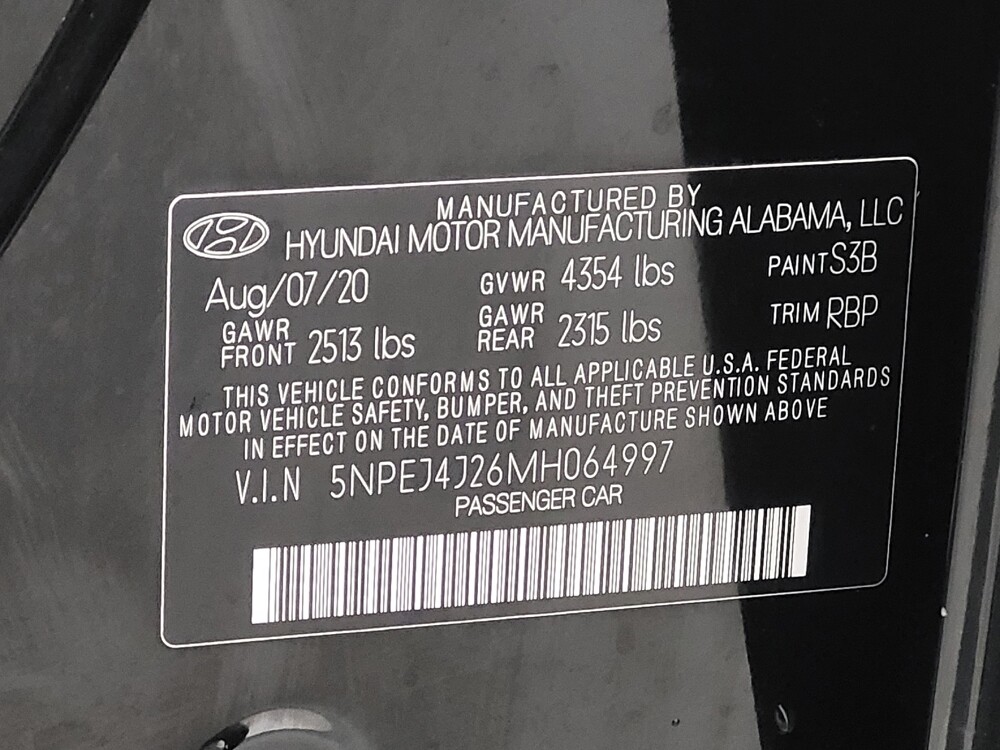 MANUFACTURED BY
HYUNDAI MOTOR MANUFACTURING ALABAMA, LLC
Aug/07/20 GVWR 4354 lbs PAINT S3B
GAWR FRONT 2513 lbs GAWR REAR 2315 lbs TRIM RBP
THIS VEHICLE CONFORMS TO ALL APPLICABLE U.S.A. FEDERAL
MOTOR VEHICLE SAFETY, BUMPER, AND THEFT PREVENTION STANDARDS
IN EFFECT ON THE DATE OF MANUFACTURE SHOWN ABOVE
V.I.N 5NPEJ4J26MH064997
PASSENGER CAR